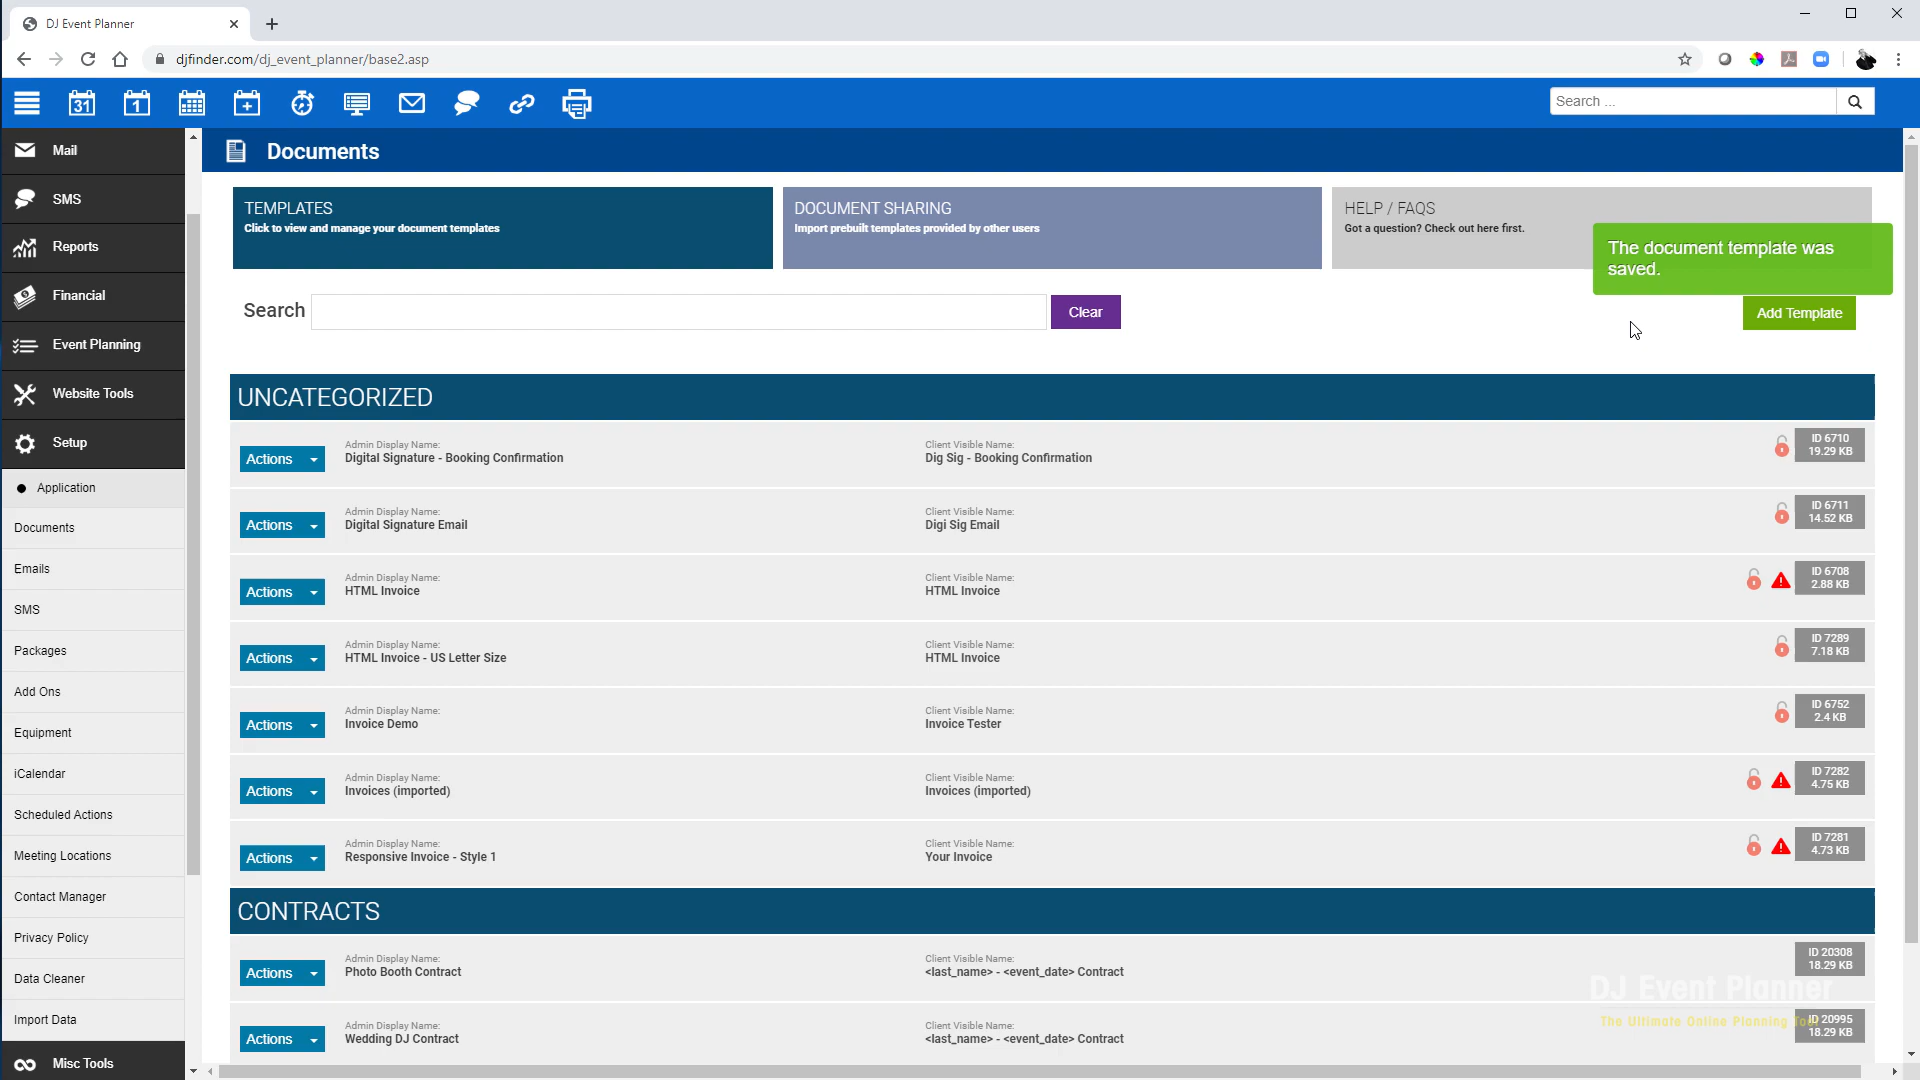 DJ Event Planner
djfinder.com/dj_event_planner/base2.asp
31
1
Search ...
Mail
SMS
Reports
Financial
Event Planning
Website Tools
Setup
Application
Documents
Emails
SMS
Packages
Add Ons
Equipment
iCalendar
Scheduled Actions
Meeting Locations
Contact Manager
Privacy Policy
Data Cleaner
Import Data
Misc Tools
Documents
TEMPLATES
Click to view and manage your document templates
DOCUMENT SHARING
Import prebuilt templates provided by other users
HELP / FAQS
Got a question? Check out here first.
The document template was
saved.
Search
Clear
Add Template
UNCATEGORIZED
Actions
Admin Display Name:
Digital Signature - Booking Confirmation
Client Visible Name:
Dig Sig - Booking Confirmation
ID 6710
19.29 KB
Actions
Admin Display Name:
Digital Signature Email
Client Visible Name:
Digi Sig Email
ID 6711
14.52 KB
Actions
Admin Display Name:
HTML Invoice
Client Visible Name:
HTML Invoice
ID 6708
2.88 KB
Actions
Admin Display Name:
HTML Invoice - US Letter Size
Client Visible Name:
HTML Invoice
ID 7289
7.18 KB
Actions
Admin Display Name:
Invoice Demo
Client Visible Name:
Invoice Tester
ID 6752
2.4 KB
Actions
Admin Display Name:
Invoices (imported)
Client Visible Name:
Invoices (imported)
ID 7282
4.75 KB
Actions
Admin Display Name:
Responsive Invoice - Style 1
Client Visible Name:
Your Invoice
ID 7281
4.73 KB
CONTRACTS
Actions
Admin Display Name:
Photo Booth Contract
Client Visible Name:
<last_name> - <event_date> Contract
ID 20308
18.29 KB
Actions
Admin Display Name:
Wedding DJ Contract
Client Visible Name:
<last_name> - <event_date> Contract
ID 20995
18.29 KB
DJ Event Planner
The Ultimate Online Planning Tool